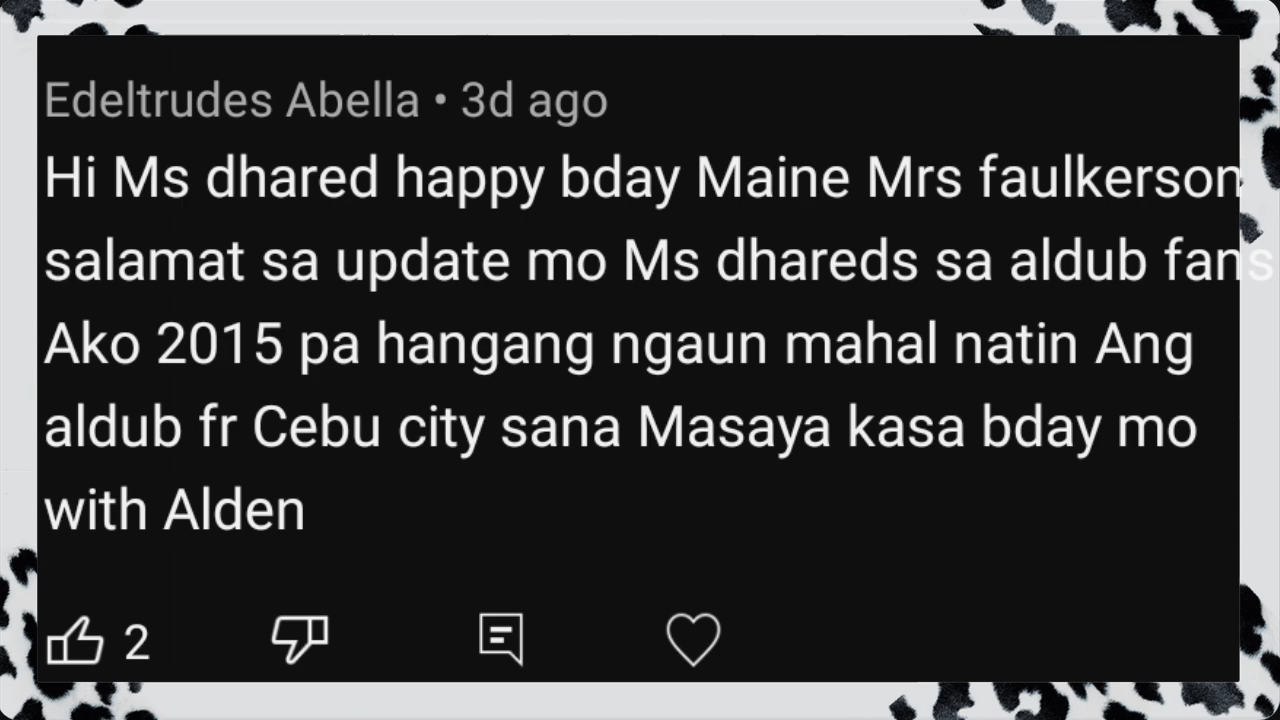 Edeltrudes Abella • 3d ago
Hi Ms dhared happy bday Maine Mrs faulkerson
salamat sa update mo Ms dhareds sa aldub fans
Ako 2015 pa hangang ngaun mahal natin Ang
aldub fr Cebu city sana Masaya kasa bday mo
with Alden
2